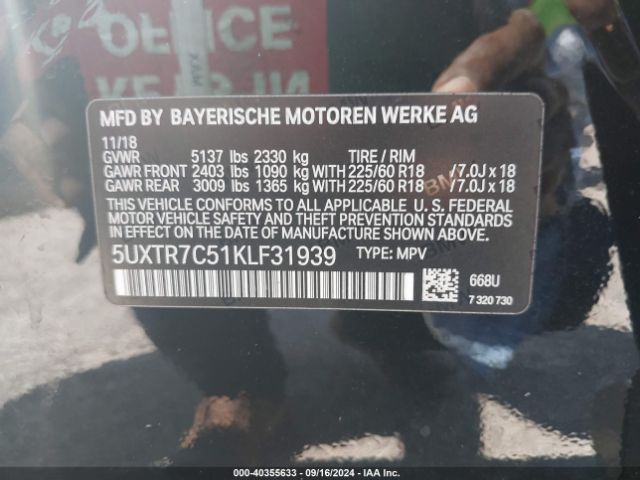 OFFICE
MFD BY BAYERISCHE MOTOREN WERKE AG
11/18
GVWR 5137 lbs 2330 kg TIRE / RIM
GAWR FRONT 2403 lbs 1090 kg WITH 225/60 R18 /7.0J x 18
GAWR REAR 3009 lbs 1365 kg WITH 225/60 R18 /7.0J x 18
THIS VEHICLE CONFORMS TO ALL APPLICABLE U. S. FEDERAL
MOTOR VEHICLE SAFETY AND THEFT PREVENTION STANDARDS
IN EFFECT ON THE DATE OF MANUFACTURE SHOWN ABOVE.
5UXTR7C51KLF31939 TYPE: MPV
668U
7 320 730
000-40355633 - 09/16/2024 - IAA Inc.